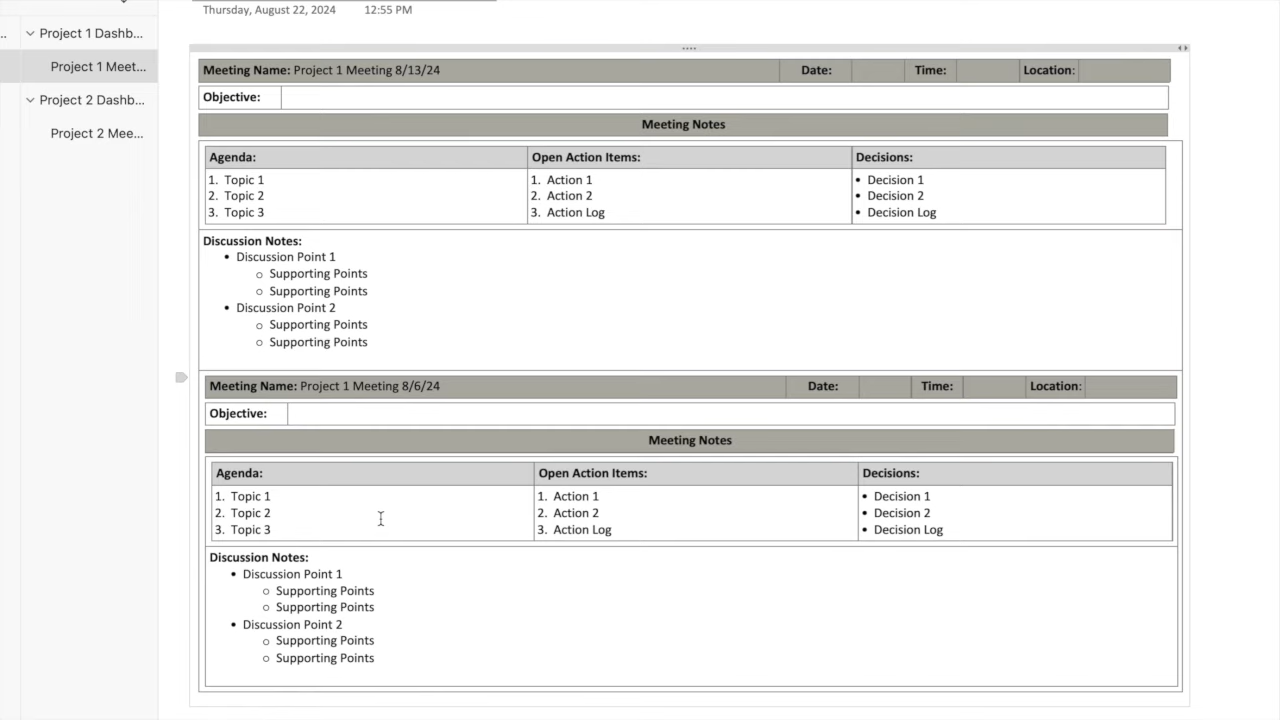 Thursday, August 22, 2024 12:55 PM
Project 1 Dashb...
Project 1 Meet...
Project 2 Dashb...
Project 2 Mee...
Meeting Name: Project 1 Meeting 8/13/24 Date: Time: Location:
Objective:
Meeting Notes
Agenda: Open Action Items: Decisions:
1. Topic 1 1. Action 1 • Decision 1
2. Topic 2 2. Action 2 • Decision 2
3. Topic 3 3. Action Log • Decision Log
Discussion Notes:
• Discussion Point 1
○ Supporting Points
○ Supporting Points
• Discussion Point 2
○ Supporting Points
○ Supporting Points
Meeting Name: Project 1 Meeting 8/6/24 Date: Time: Location:
Objective:
Meeting Notes
Agenda: Open Action Items: Decisions:
1. Topic 1 1. Action 1 • Decision 1
2. Topic 2 2. Action 2 • Decision 2
3. Topic 3 3. Action Log • Decision Log
Discussion Notes:
• Discussion Point 1
○ Supporting Points
○ Supporting Points
• Discussion Point 2
○ Supporting Points
○ Supporting Points